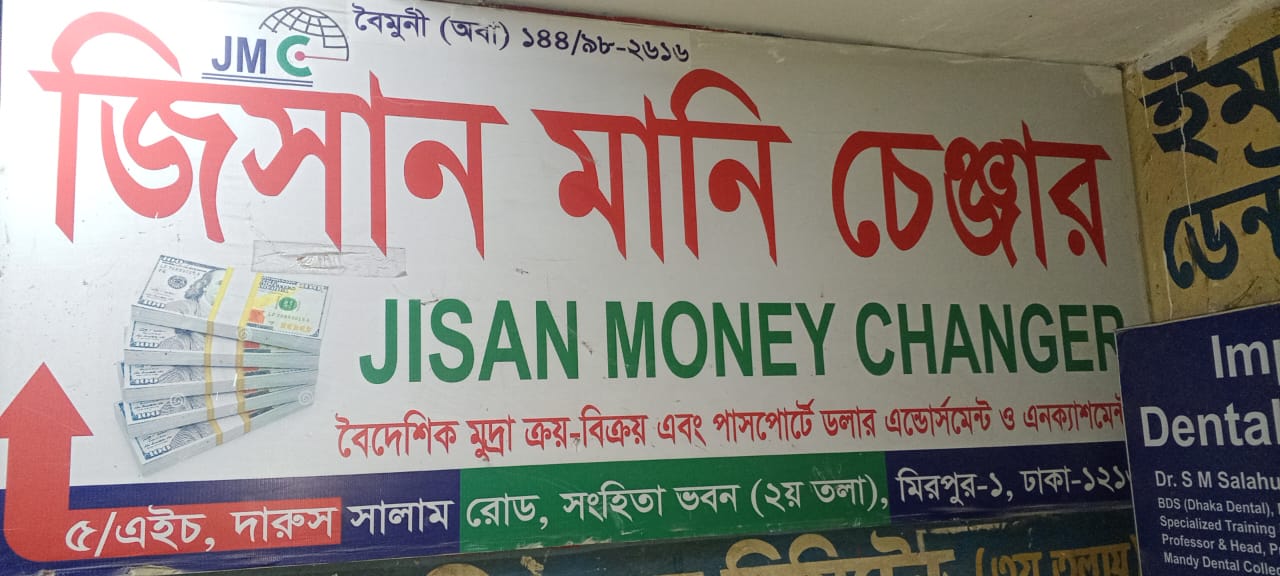 JMC
বৈমুনী (অবা) ১৪৪/৯৮-২৬১৬
জিসান মানি চেঞ্জার
JISAN MONEY CHANGER
বৈদেশিক মুদ্রা ক্রয়-বিক্রয় এবং পাসপোর্টে ডলার এন্ডোর্সমেন্ট ও এনক্যাশমেন্ট
৫/এইচ, দারুস সালাম রোড, সংহিতা ভবন (২য় তলা), মিরপুর-১, ঢাকা-১২১
Dental
Dr. S M Salahu
BDS (Dhaka Dental),
Specialized Training
Professor & Head,
Mandy Dental Colle
(৩য় তলায়)